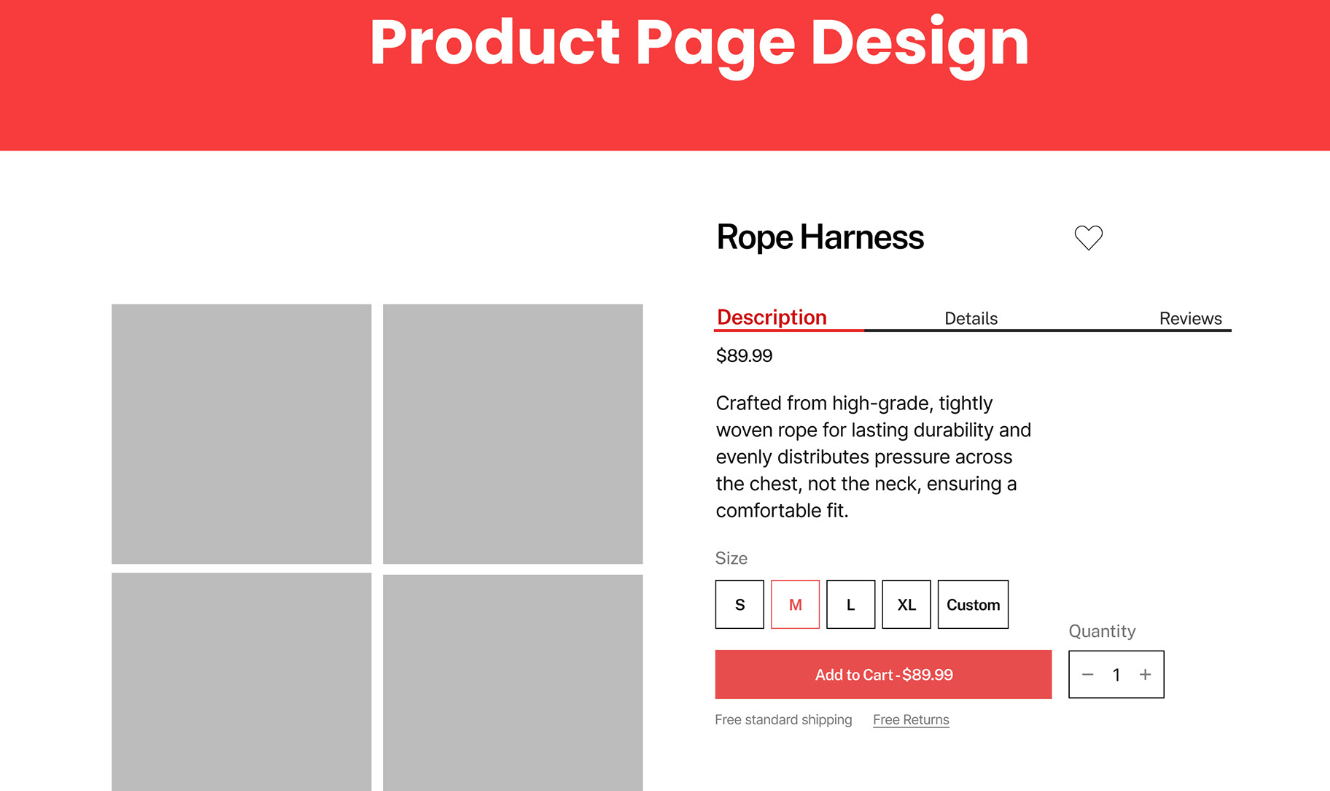 Product Page Design
Rope Harness
Description Details Reviews
$89.99
Crafted from high-grade, tightly
woven rope for lasting durability and
evenly distributes pressure across
the chest, not the neck, ensuring a
comfortable fit.
Size
S M L XL Custom
Quantity
Add to Cart - $89.99 − 1 +
Free standard shipping Free Returns